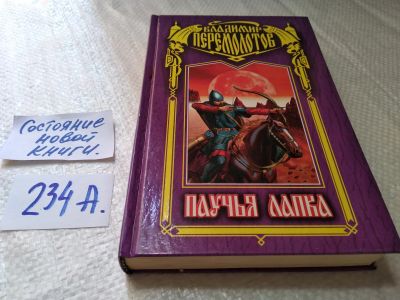 Состояние
новой
книги.
234 А.
ВЛАДИМИР
ПЕРЕМОЛОТОВ
ПАУЧЬЯ ЛАПКА